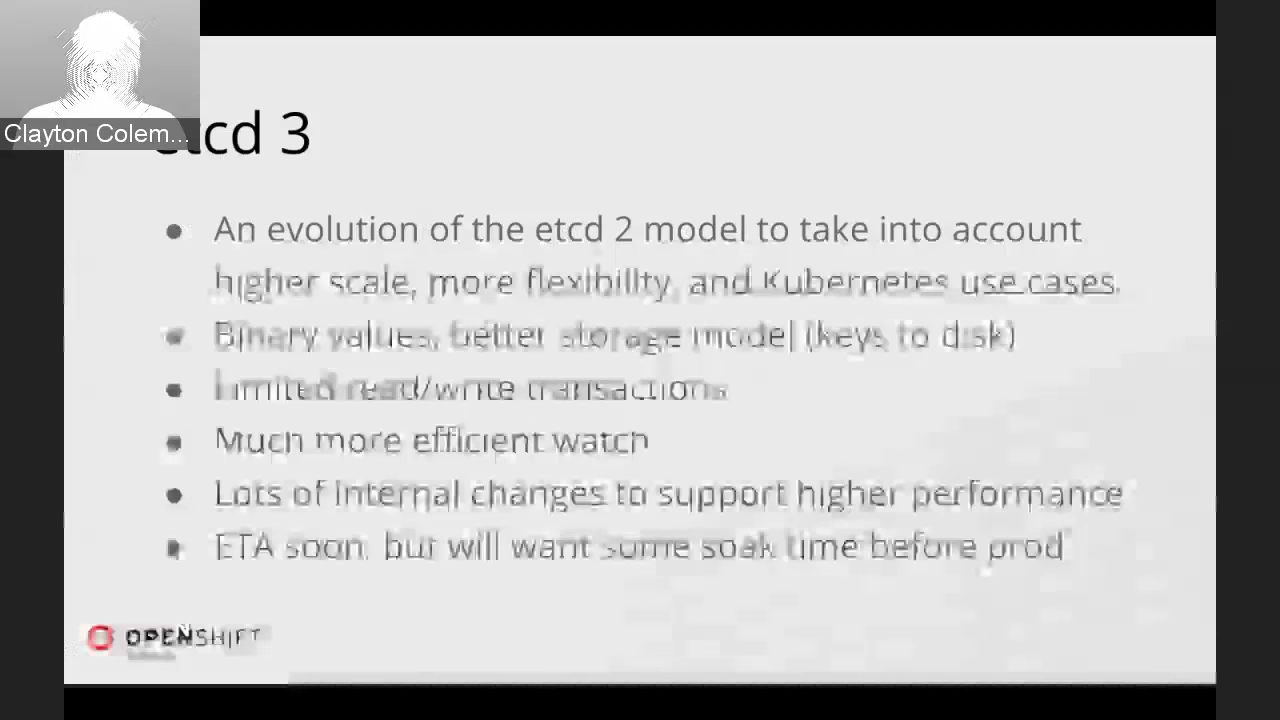 Clayton Colem...
etcd 3
● An evolution of the etcd 2 model to take into account
higher scale, more flexibility, and Kubernetes use cases.
● Binary values, better storage model (keys to disk)
● Limited read/write transactions
● Much more efficient watch
● Lots of internal changes to support higher performance
● ETA soon, but will want some soak time before prod
OPENSHIFT